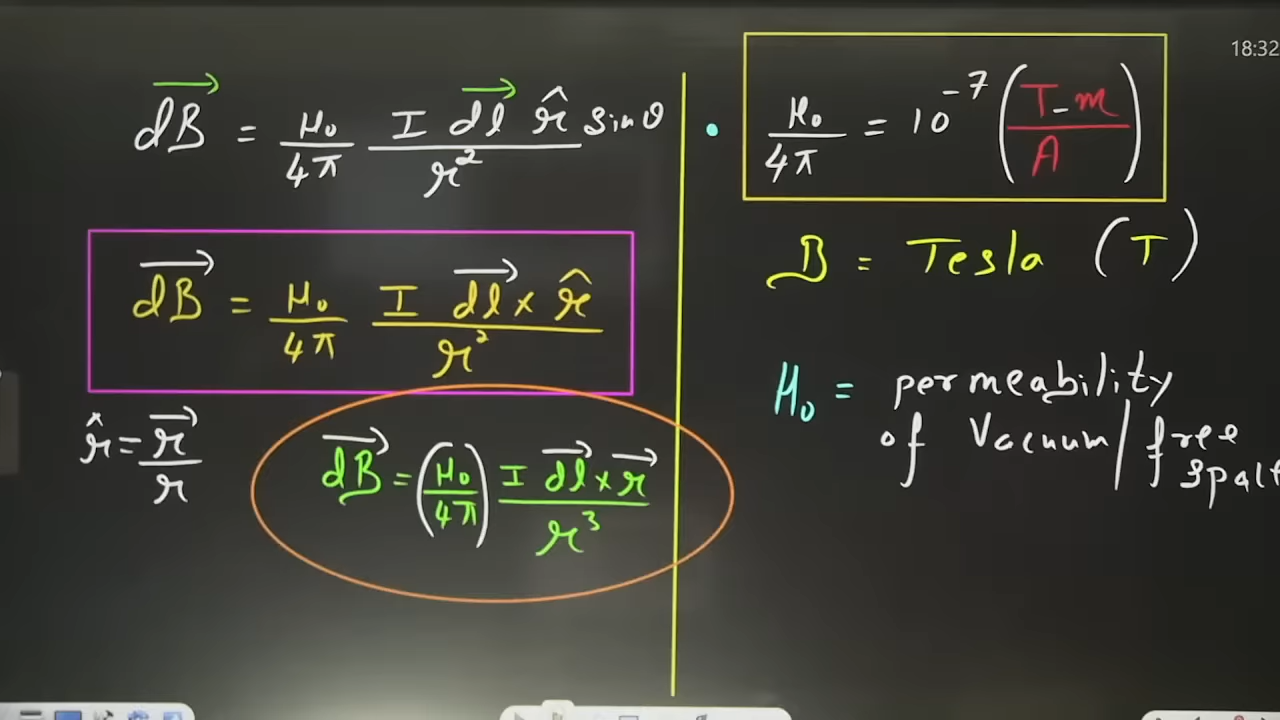 dB⃗ = μ₀/4π I dl⃗ r̂ sinθ / r²
dB⃗ = μ₀/4π I dl⃗ × r̂ / r²
r̂ = r⃗/r
dB⃗ = (μ₀/4π) I dl⃗ × r⃗ / r³
18:32
• μ₀/4π = 10⁻⁷ (T-m/A)
B = Tesla (T)
μ₀ = permeability
of Vacuum/free